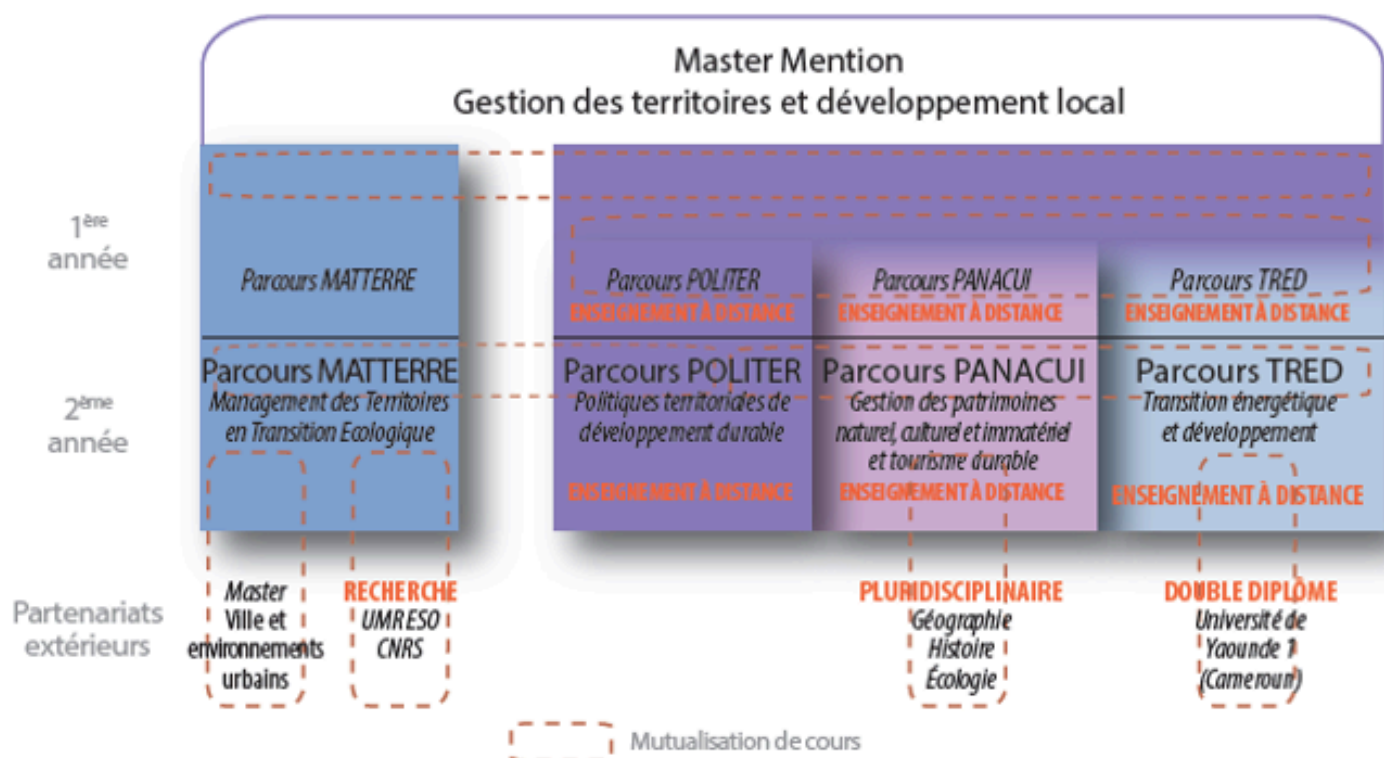 Master Mention
Gestion des territoires et développement local
1ère
année
Parcours MATTERRE
Parcours POLITER
ENSEIGNEMENT À DISTANCE
Parcours PANACUI
ENSEIGNEMENT À DISTANCE
Parcours TRED
ENSEIGNEMENT À DISTANCE
2ème
année
Parcours MATTERRE
Management des Territoires
en Transition Ecologique
Parcours POLITER
Politiques territoriales de
développement durable
ENSEIGNEMENT À DISTANCE
Parcours PANACUI
Gestion des patrimoines
naturel, culturel et immatériel
et tourisme durable
ENSEIGNEMENT À DISTANCE
Parcours TRED
Transition énergétique
et développement
ENSEIGNEMENT À DISTANCE
Partenariats
extérieurs
Master
Ville et
environnements
urbains
RECHERCHE
UMR ESO
CNRS
PLURIDISCIPLINAIRE
Géographie
Histoire
Écologie
DOUBLE DIPLÔME
Université de
Yaounde 1
(Cameroun)
Mutualisation de cours